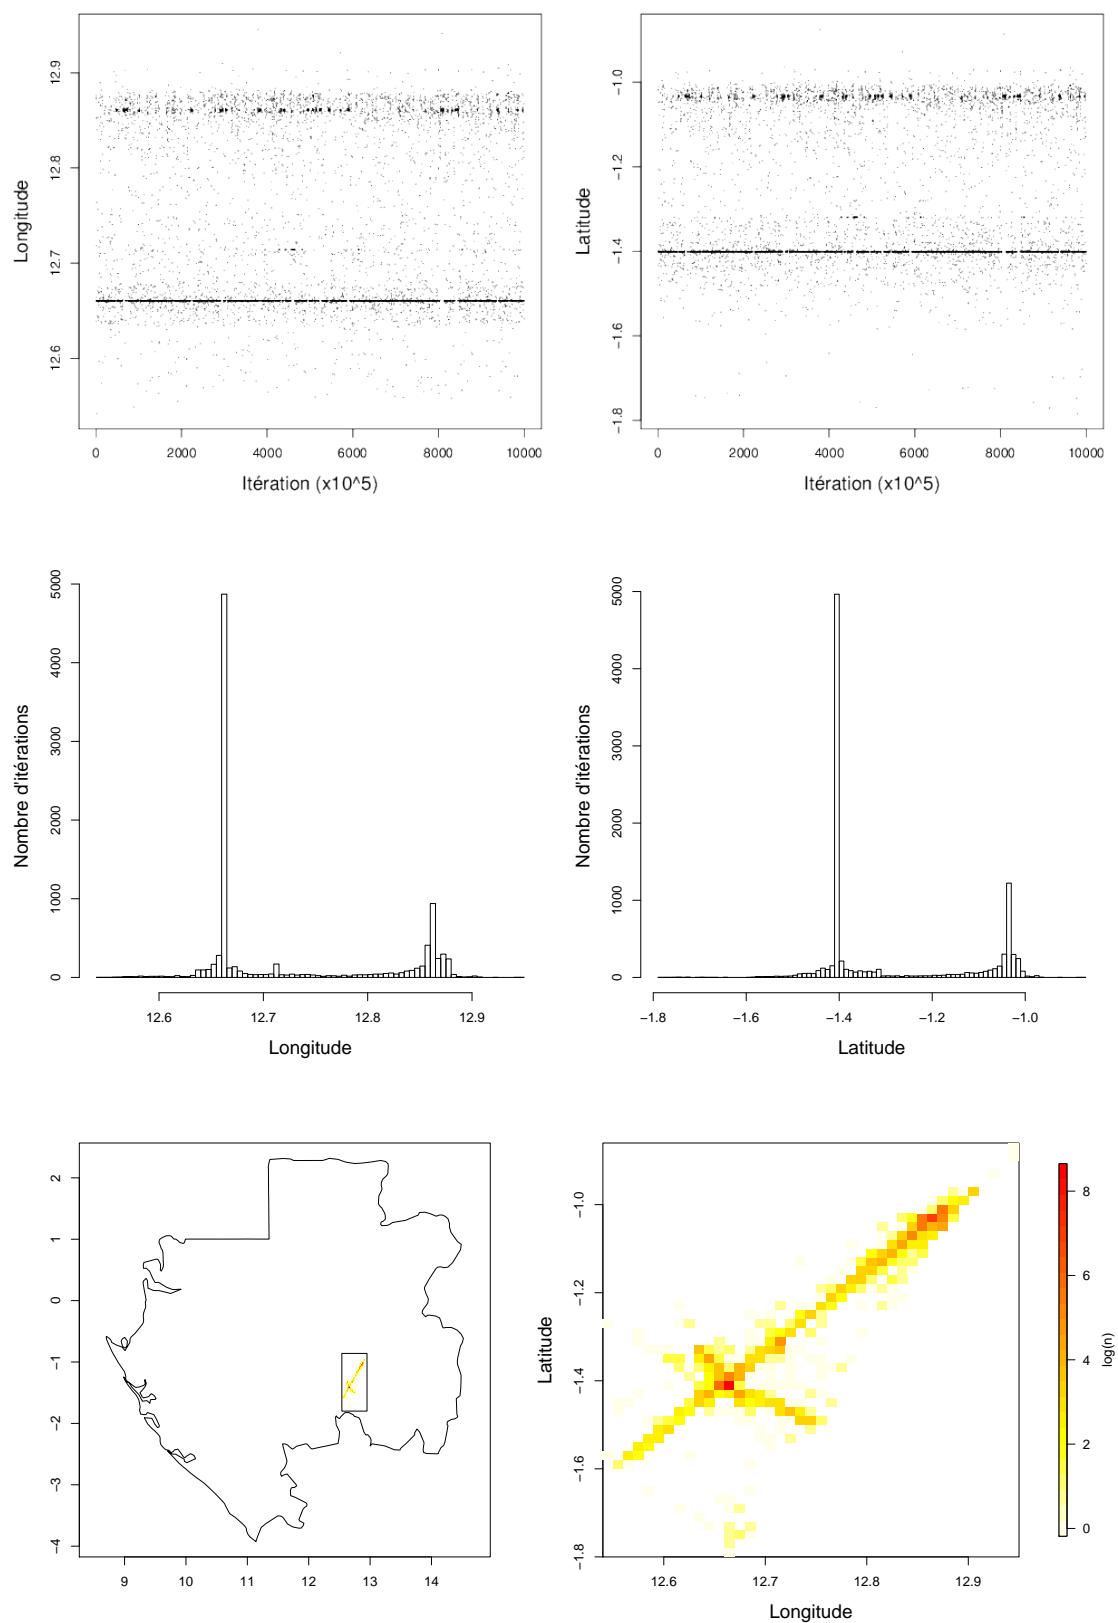 12.9
12.8
12.7
12.6
Longitude
0 2000 4000 6000 8000 10000
Itération (x10^5)
−1.0
−1.2
−1.4
−1.6
−1.8
Latitude
0 2000 4000 6000 8000 10000
Itération (x10^5)
5000
4000
3000
2000
1000
0
Nombre d'itérations
12.6 12.7 12.8 12.9
Longitude
5000
4000
3000
2000
1000
0
Nombre d'itérations
−1.8 −1.6 −1.4 −1.2 −1.0
Latitude
2
1
0
−1
−2
−3
−4
9 10 11 12 13 14
−1.0
−1.2
−1.4
−1.6
−1.8
Latitude
12.6 12.7 12.8 12.9
Longitude
8
6
4
2
0
log(n)